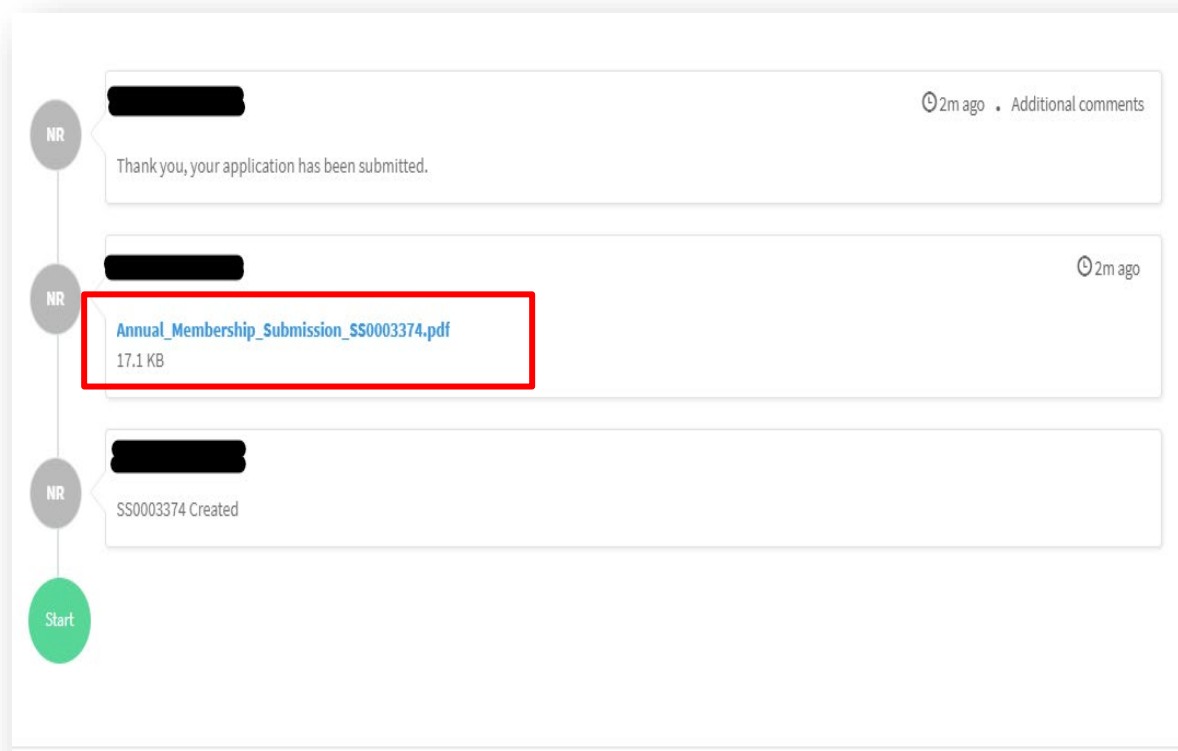 NR
2m ago . Additional comments
Thank you, your application has been submitted.
NR
2m ago
Annual_Membership_Submission_SS0003374.pdf
17.1 KB
NR
SS0003374 Created
Start